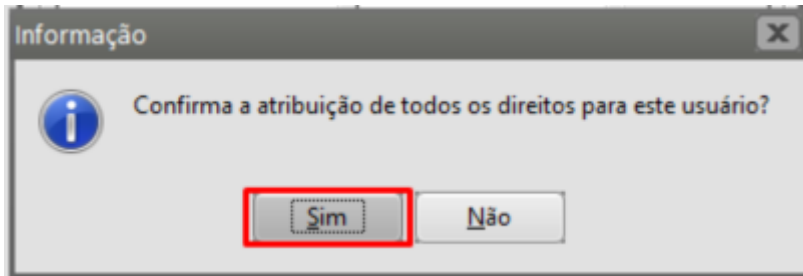 Informação
Confirma a atribuição de todos os direitos para este usuário?
Sim
Não